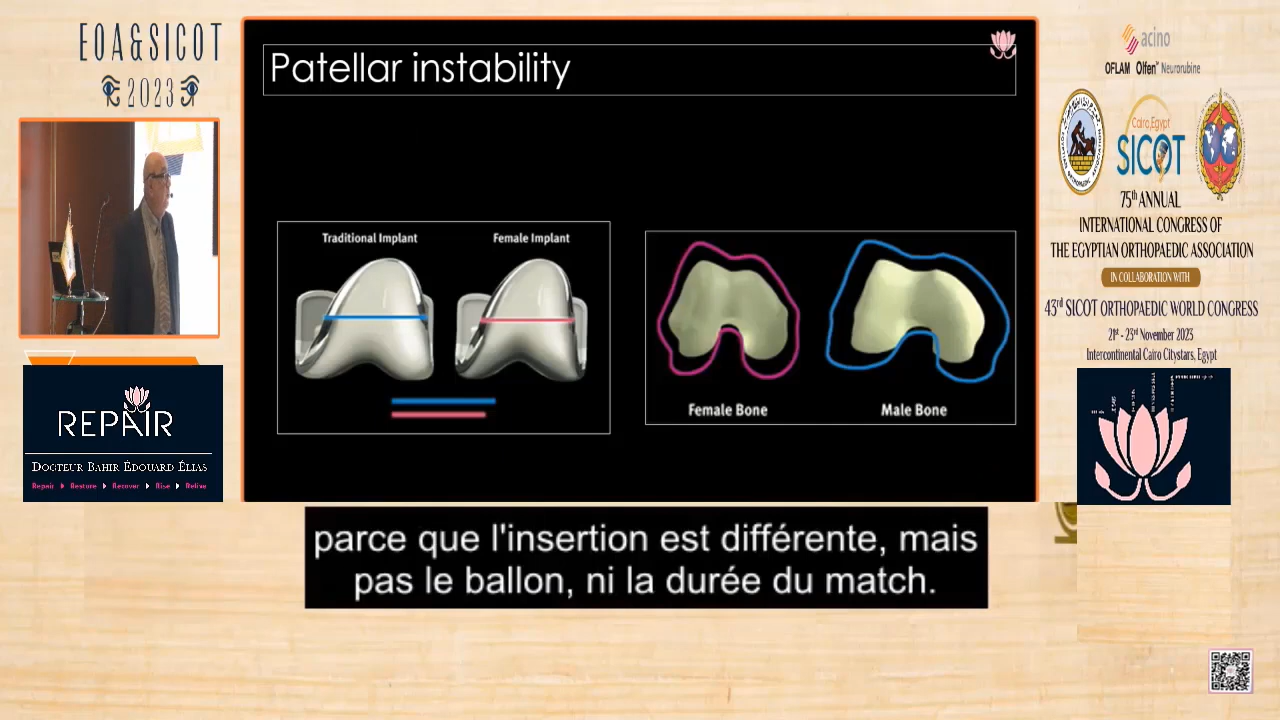 EOA&SICOT
2023
Patellar instability
Traditional Implant
Female Implant
Female Bone
Male Bone
REPAIR
DOCTEUR BAHIR ÉDOUARD ÉLIAS
Repair
Restore
Recover
Rise
Relive
parce que l'insertion est différente, mais
pas le ballon, ni la durée du match.
acino
OFLAM Olfen™ Neurorubine
Cairo, Egypt
SICOT
75th ANNUAL
INTERNATIONAL CONGRESS OF
THE EGYPTIAN ORTHOPAEDIC ASSOCIATION
IN COLLABORATION WITH
43rd SICOT ORTHOPAEDIC WORLD CONGRESS
21st - 23rd November 2023
Intercontinental Cairo Citystars, Egypt